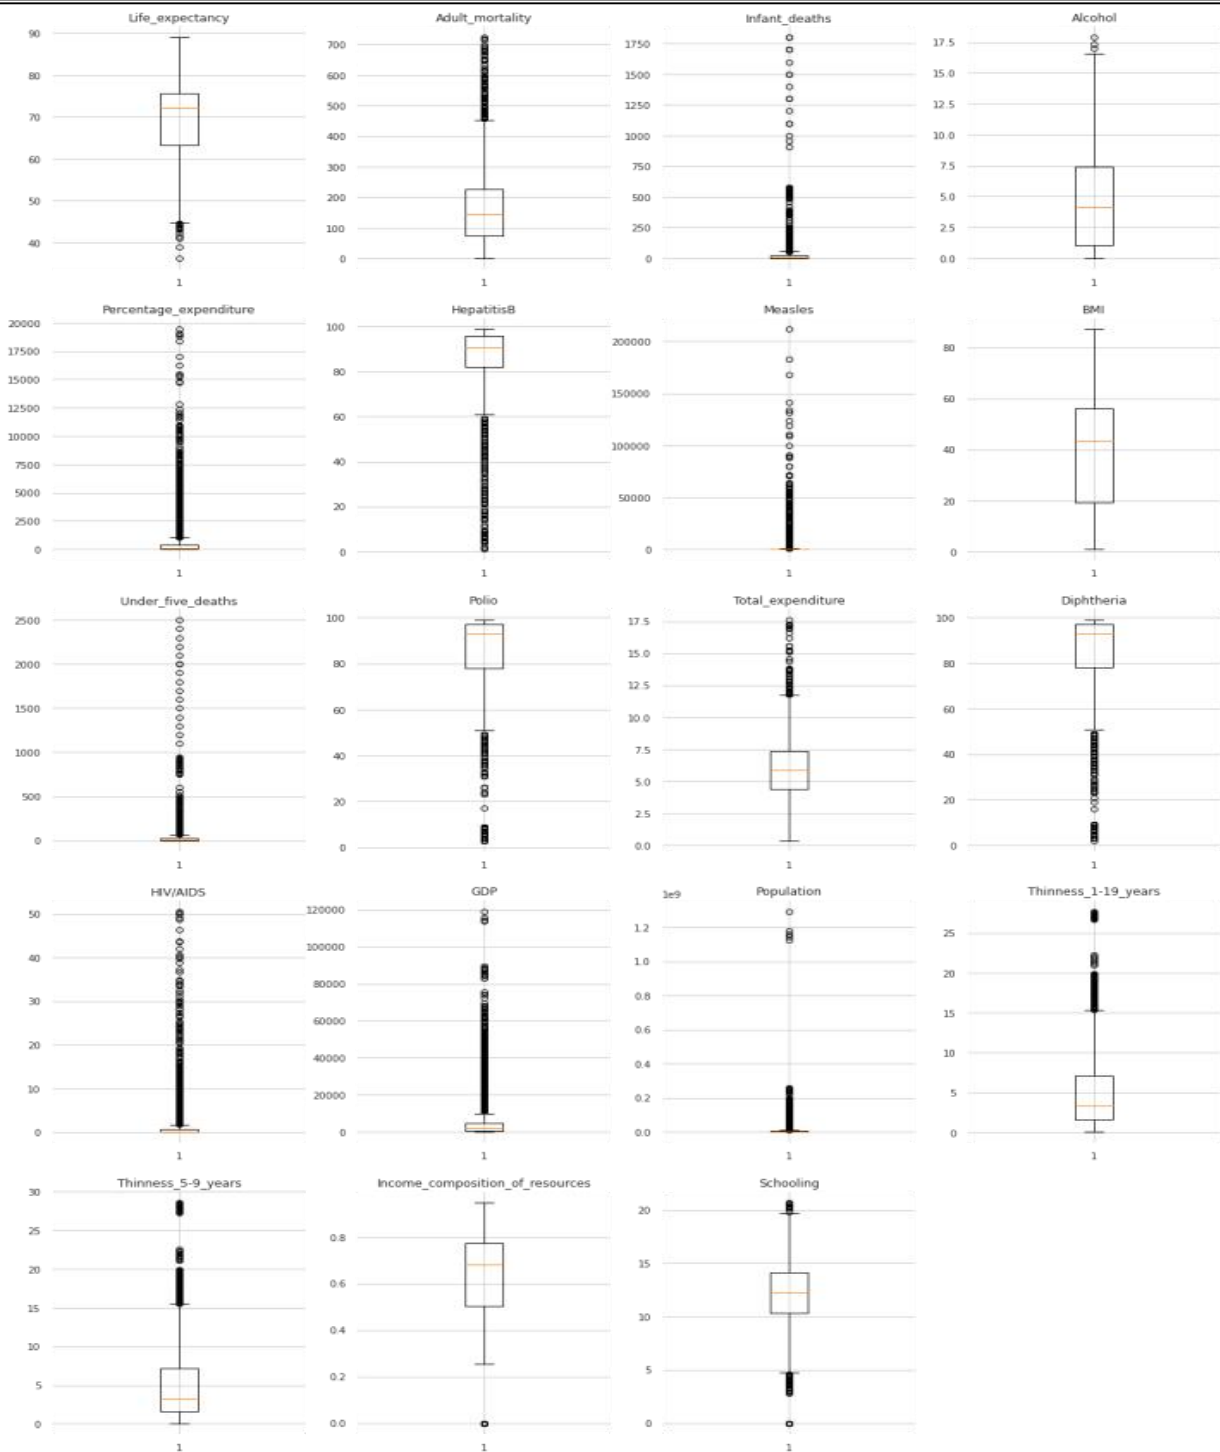 Life_expectancy Adult_mortality Infant_deaths Alcohol
90 80 70 60 50 40
700 600 500 400 300 200 100 0
1750 1500 1250 1000 750 500 250 0
17.5 15.0 12.5 10.0 7.5 5.0 2.5 0.0
1 1 1 1
Percentage_expenditure HepatitisB Measles BMI
20000 17500 15000 12500 10000 7500 5000 2500 0
100 80 60 40 20 0
200000 150000 100000 50000 0
80 60 40 20 0
1 1 1 1
Under_five_deaths Polio Total_expenditure Diphtheria
2500 2000 1500 1000 500 0
100 80 60 40 20 0
17.5 15.0 12.5 10.0 7.5 5.0 2.5 0.0
100 80 60 40 20 0
1 1 1 1
HIV/AIDS GDP 1e9 Population Thinness_1-19_years
50 40 30 20 10 0
120000 100000 80000 60000 40000 20000 0
1.2 1.0 0.8 0.6 0.4 0.2 0.0
25 20 15 10 5 0
1 1 1 1
Thinness_5-9_years Income_composition_of_resources Schooling
30 25 20 15 10 5 0
0.8 0.6 0.4 0.2 0.0
20 15 10 5 0
1 1 1